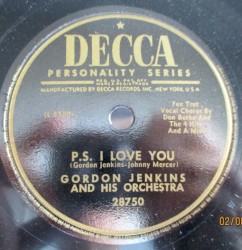 DECCA
PERSONALITY SERIES
MANUFACTURED BY DECCA RECORDS, INC., NEW YORK, U.S.A.
Fox Trot
Vocal Chorus By
Don Burke And
The 4 Hits
And A Miss
P.S. I LOVE YOU
(Gordon Jenkins-Johnny Mercer)
GORDON JENKINS
AND HIS ORCHESTRA
28750